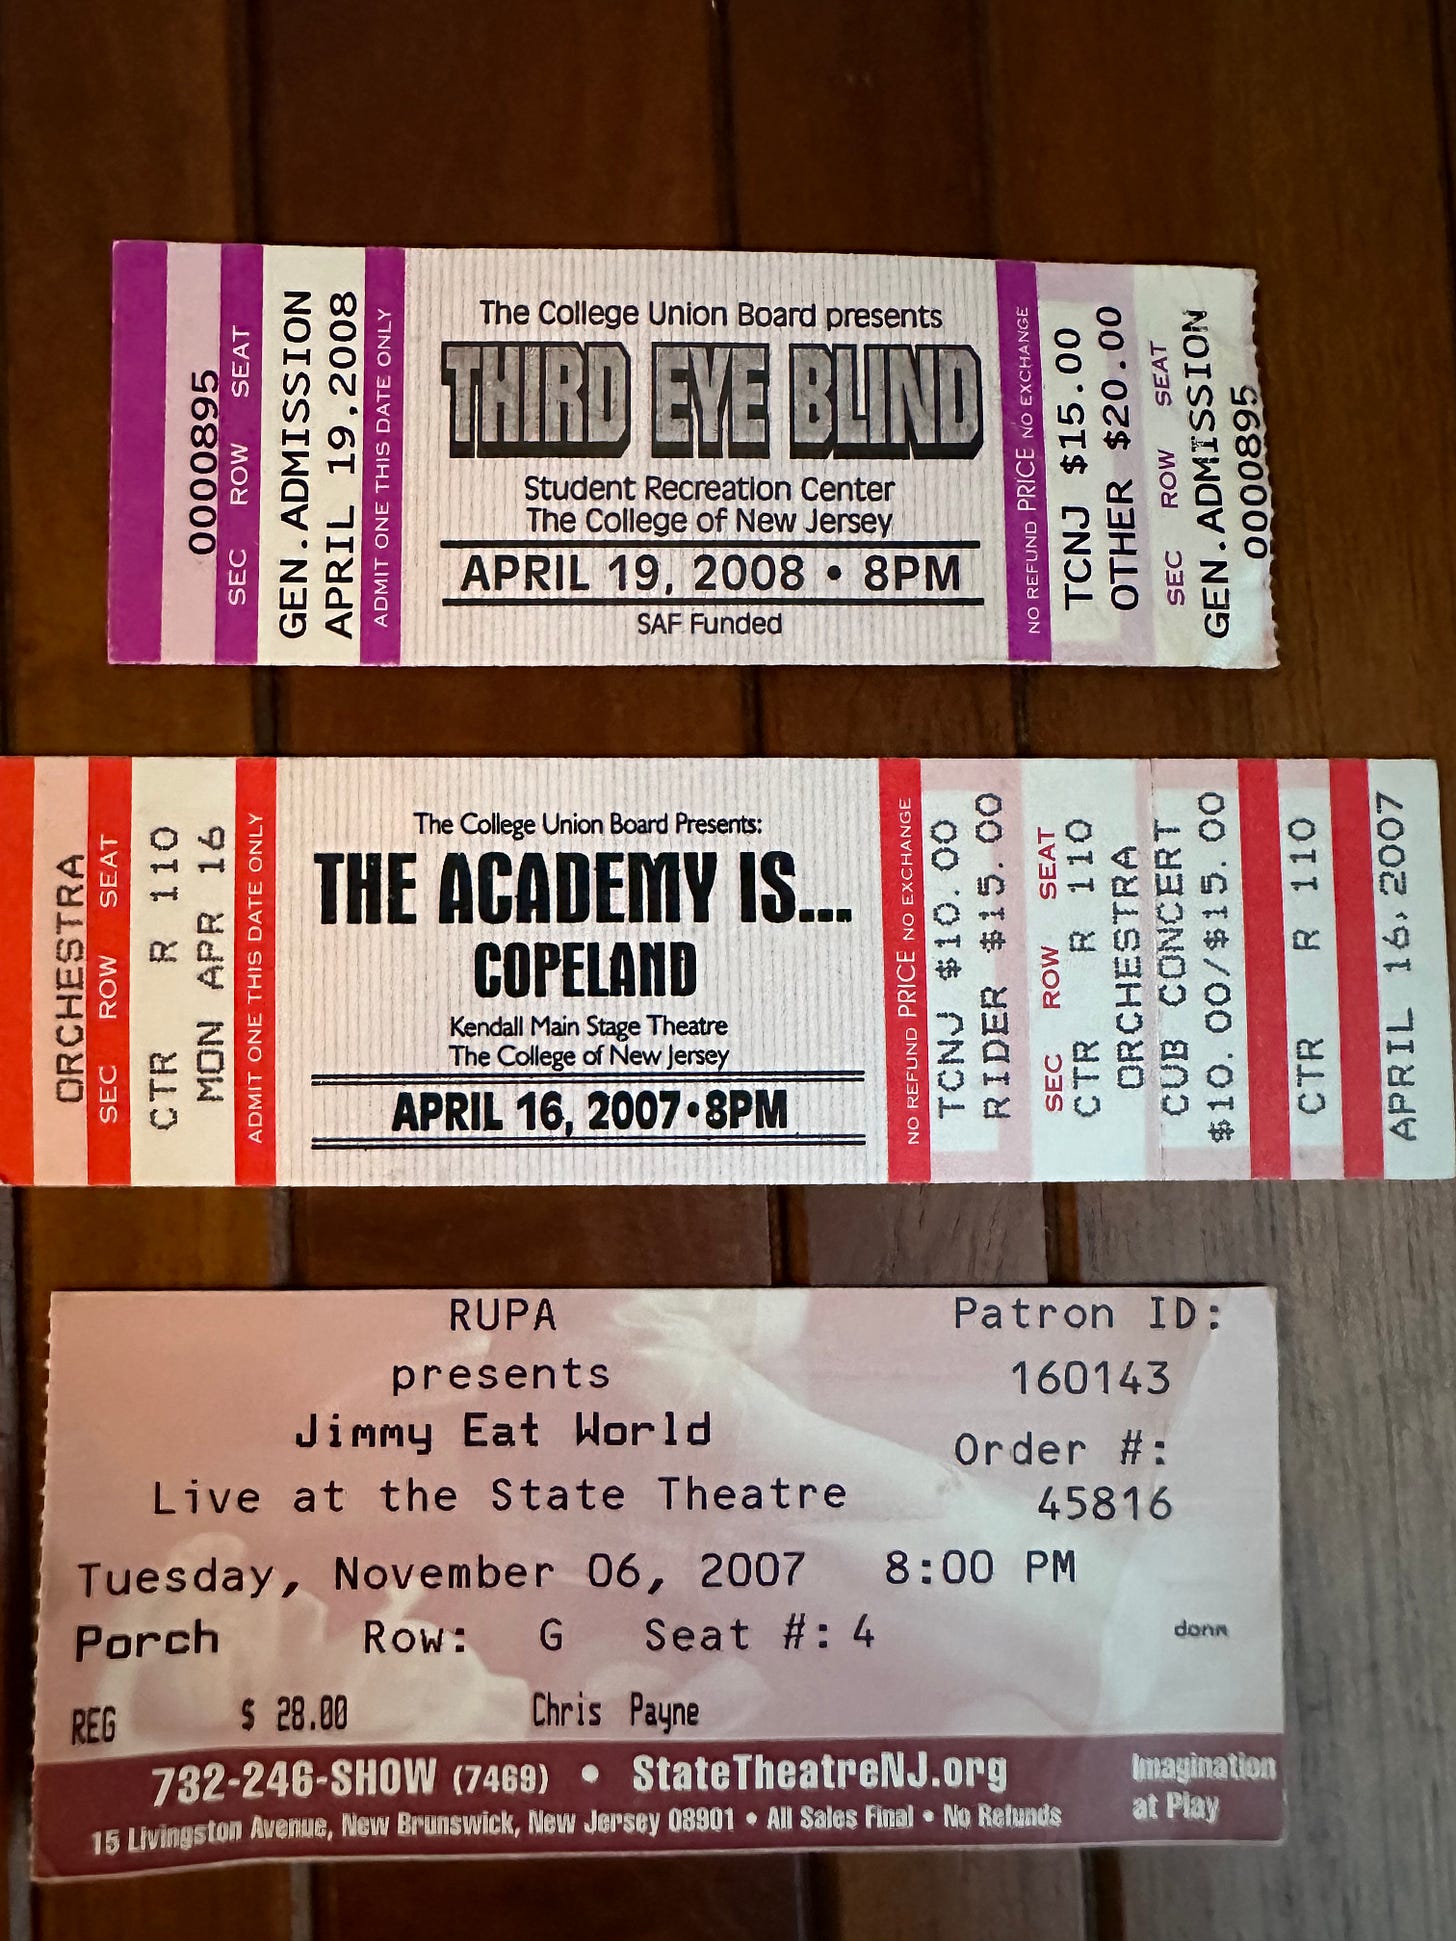 0000895
SEC ROW SEAT
GEN.ADMISSION
APRIL 19,2008
ADMIT ONE THIS DATE ONLY
The College Union Board presents
THIRD EYE BLIND
Student Recreation Center
The College of New Jersey
APRIL 19, 2008 • 8PM
SAF Funded
NO REFUND PRICE NO EXCHANGE
TCNJ $15.00
OTHER $20.00
SEC ROW SEAT
GEN.ADMISSION
0000895
ORCHESTRA
SEC ROW SEAT
CTR R 110
MON APR 16
ADMIT ONE THIS DATE ONLY
The College Union Board Presents:
THE ACADEMY IS...
COPELAND
Kendall Main Stage Theatre
The College of New Jersey
APRIL 16, 2007•8PM
NO REFUND PRICE NO EXCHANGE
TCNJ $10.00
RIDER $15.00
SEC ROW SEAT
CTR R 110
ORCHESTRA
CUB CONCERT
$10.00/$15.00
CTR R 110
APRIL 16, 2007
RUPA
presents
Jimmy Eat World
Live at the State Theatre
Tuesday, November 06, 2007 8:00 PM
Porch Row: G Seat #: 4
REG $ 28.00 Chris Payne
Patron ID:
160143
Order #:
45816
donn
732-246-SHOW (7469) • StateTheatreNJ.org
15 Livingston Avenue, New Brunswick, New Jersey 08901 • All Sales Final • No Refunds
Imagination
at Play